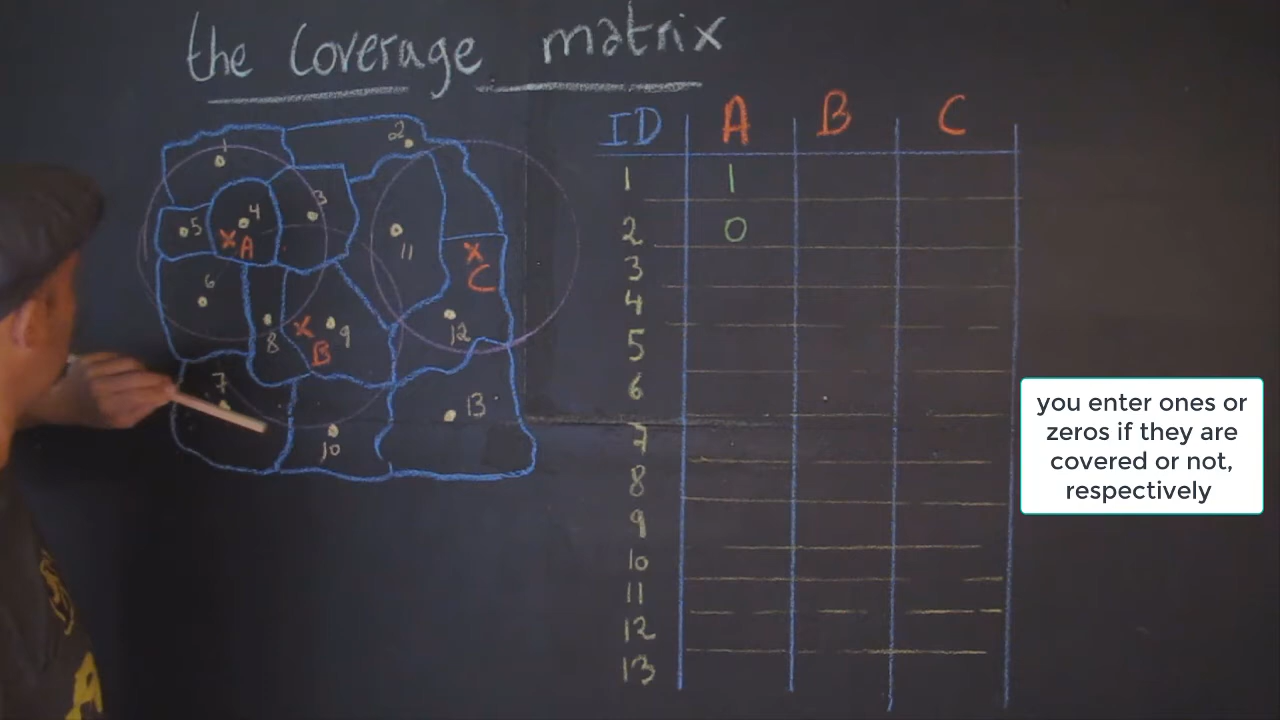 the Coverage matrix
ID A B C
1 1
2 0
3
4
5
6
7
8
9
10
11
12
13
1
2
3
4
5
x A
11
x C
6
8
x B
9
12
7
10
13
you enter ones or
zeros if they are
covered or not,
respectively